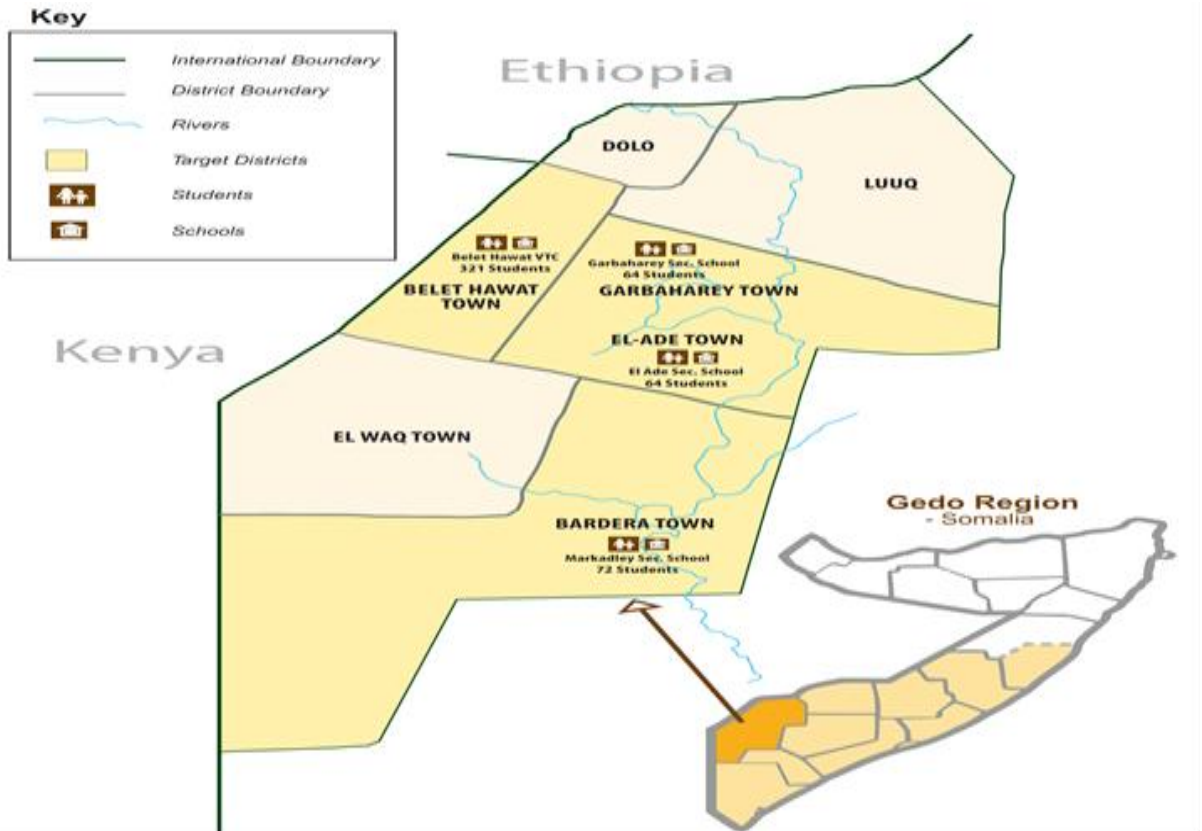 Key
International Boundary
District Boundary
Rivers
Target Districts
Students
Schools
Ethiopia
DOLO
LUUQ
Belet Hawat VTC
321 Students
BELET HAWAT
TOWN
Garbaharey Sec. School
64 Students
GARBAHAREY TOWN
Kenya
EL-ADE TOWN
El Ade Sec. School
64 Students
EL WAQ TOWN
BARDERA TOWN
Markadley Sec. School
72 Students
Gedo Region
- Somalia